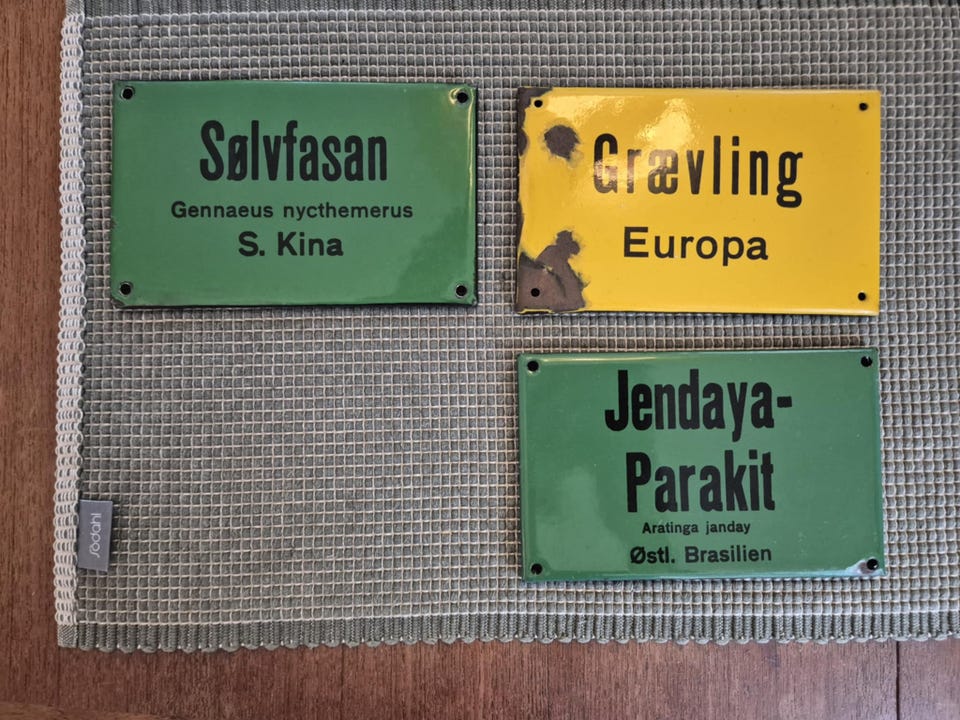 Sølvfasan
Gennaeus nycthemerus
S. Kina
Grævling
Europa
Jendaya-
Parakit
Aratinga janday
Østl. Brasilien
södahl